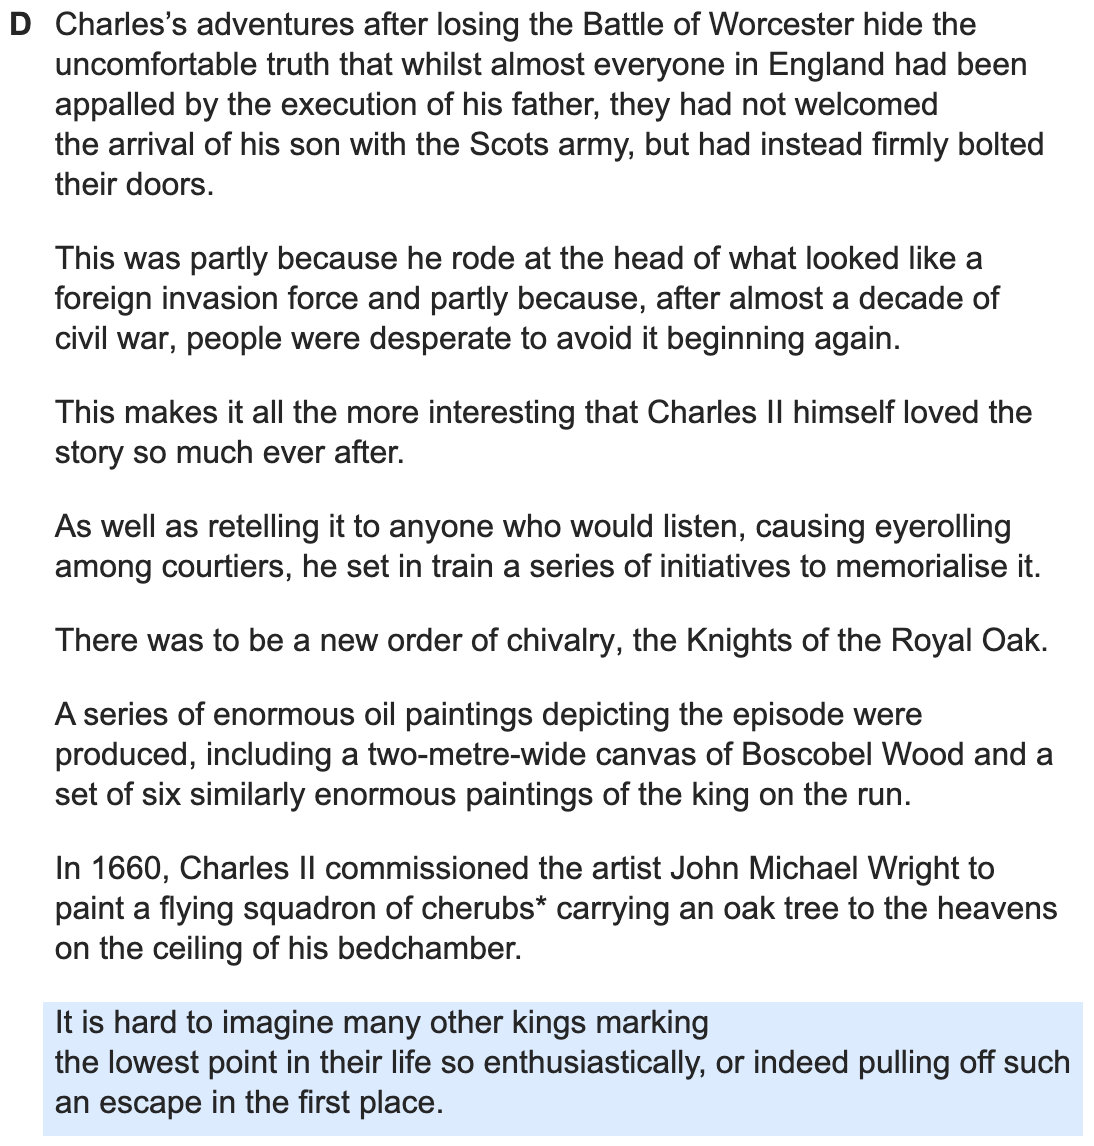 D Charles’s adventures after losing the Battle of Worcester hide the
uncomfortable truth that whilst almost everyone in England had been
appalled by the execution of his father, they had not welcomed
the arrival of his son with the Scots army, but had instead firmly bolted
their doors.
This was partly because he rode at the head of what looked like a
foreign invasion force and partly because, after almost a decade of
civil war, people were desperate to avoid it beginning again.
This makes it all the more interesting that Charles II himself loved the
story so much ever after.
As well as retelling it to anyone who would listen, causing eyerolling
among courtiers, he set in train a series of initiatives to memorialise it.
There was to be a new order of chivalry, the Knights of the Royal Oak.
A series of enormous oil paintings depicting the episode were
produced, including a two-metre-wide canvas of Boscobel Wood and a
set of six similarly enormous paintings of the king on the run.
In 1660, Charles II commissioned the artist John Michael Wright to
paint a flying squadron of cherubs* carrying an oak tree to the heavens
on the ceiling of his bedchamber.
It is hard to imagine many other kings marking
the lowest point in their life so enthusiastically, or indeed pulling off such
an escape in the first place.